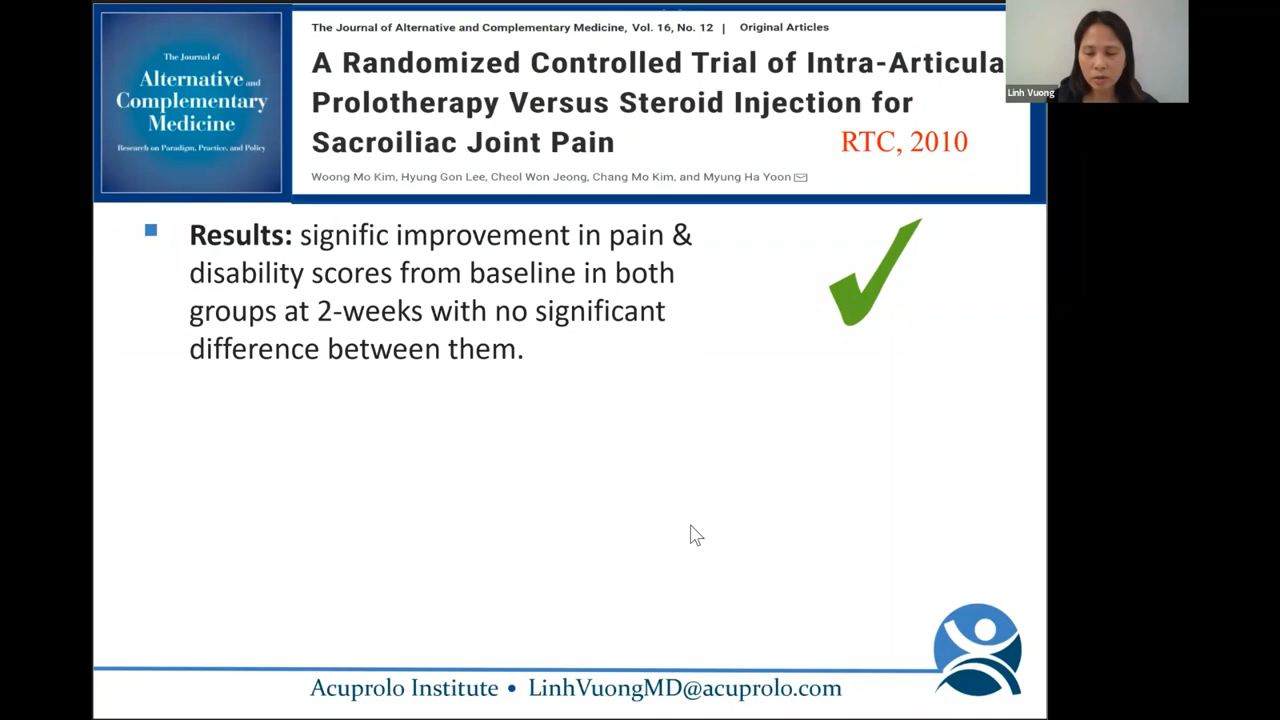 The Journal of
Alternative and
Complementary
Medicine
Research on Paradigm, Practice, and Policy
The Journal of Alternative and Complementary Medicine, Vol. 16, No. 12 | Original Articles
A Randomized Controlled Trial of Intra-Articula
Prolotherapy Versus Steroid Injection for
Sacroiliac Joint Pain
RTC, 2010
Woong Mo Kim, Hyung Gon Lee, Cheol Won Jeong, Chang Mo Kim, and Myung Ha Yoon
Linh Vuong
Results: signific improvement in pain &
disability scores from baseline in both
groups at 2-weeks with no significant
difference between them.
Acuprolo Institute • LinhVuongMD@acuprolo.com